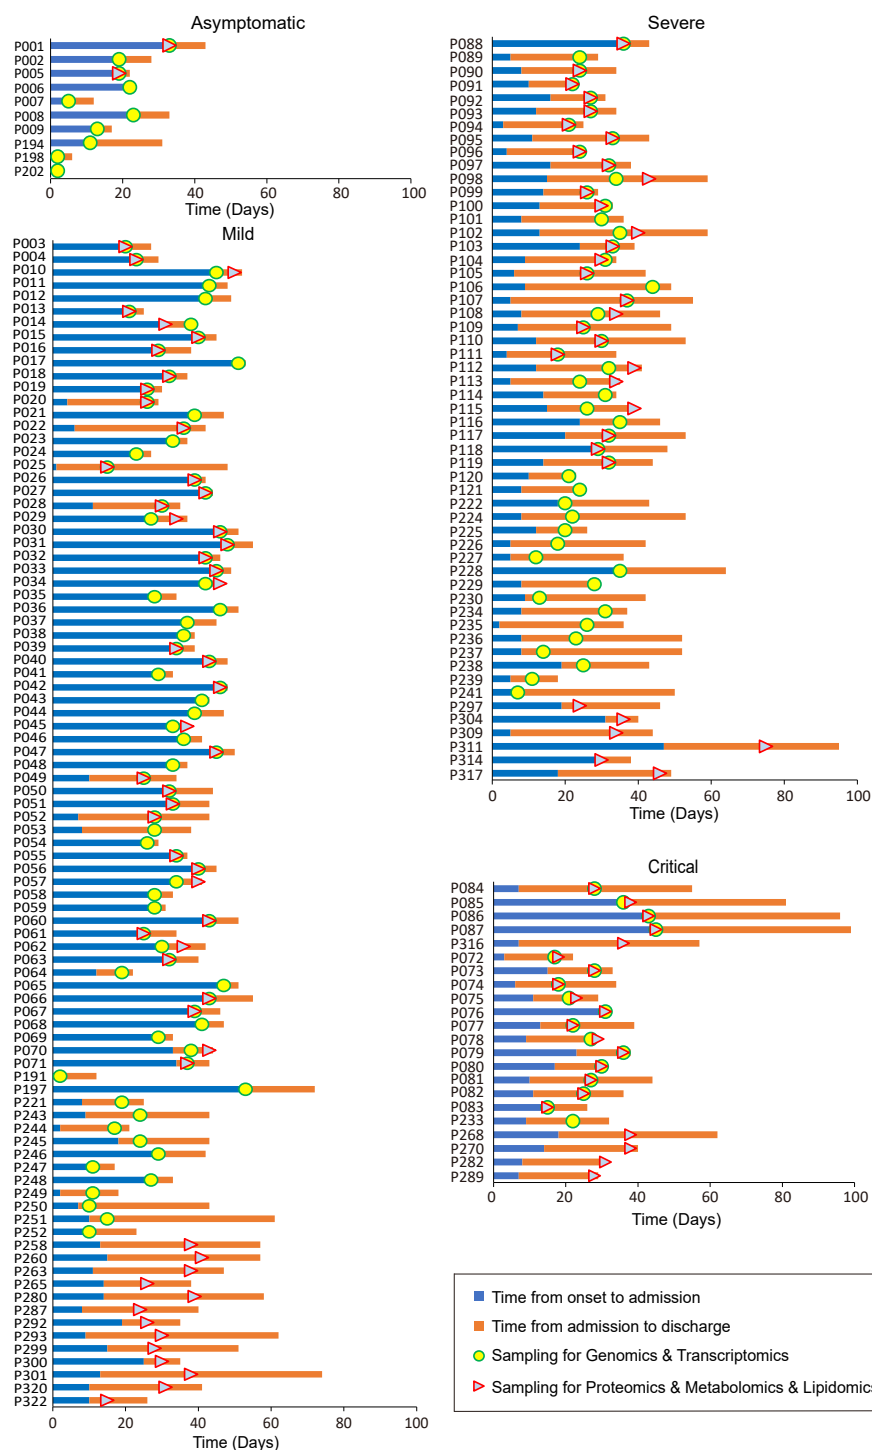 Asymptomatic
P001
P002
P005
P006
P007
P008
P009
P194
P198
P202
0 20 40 60 80 100
Time (Days)
Mild
P003
P004
P010
P011
P012
P013
P014
P015
P016
P017
P018
P019
P020
P021
P022
P023
P024
P025
P026
P027
P028
P029
P030
P031
P032
P033
P034
P035
P036
P037
P038
P039
P040
P041
P042
P043
P044
P045
P046
P047
P048
P049
P050
P051
P052
P053
P054
P055
P056
P057
P058
P059
P060
P061
P062
P063
P064
P065
P066
P067
P068
P069
P070
P071
P191
P197
P221
P243
P244
P245
P246
P247
P248
P249
P250
P251
P252
P258
P260
P263
P265
P280
P287
P292
P293
P299
P300
P301
P320
P322
0 20 40 60 80 100
Time (Days)
Severe
P088
P089
P090
P091
P092
P093
P094
P095
P096
P097
P098
P099
P100
P101
P102
P103
P104
P105
P106
P107
P108
P109
P110
P111
P112
P113
P114
P115
P116
P117
P118
P119
P120
P121
P222
P224
P225
P226
P227
P228
P229
P230
P234
P235
P236
P237
P238
P239
P241
P297
P304
P309
P311
P314
P317
0 20 40 60 80 100
Time (Days)
Critical
P084
P085
P086
P087
P316
P072
P073
P074
P075
P076
P077
P078
P079
P080
P081
P082
P083
P233
P268
P270
P282
P289
0 20 40 60 80 100
Time (Days)
Time from onset to admission
Time from admission to discharge
Sampling for Genomics & Transcriptomics
Sampling for Proteomics & Metabolomics & Lipidomics